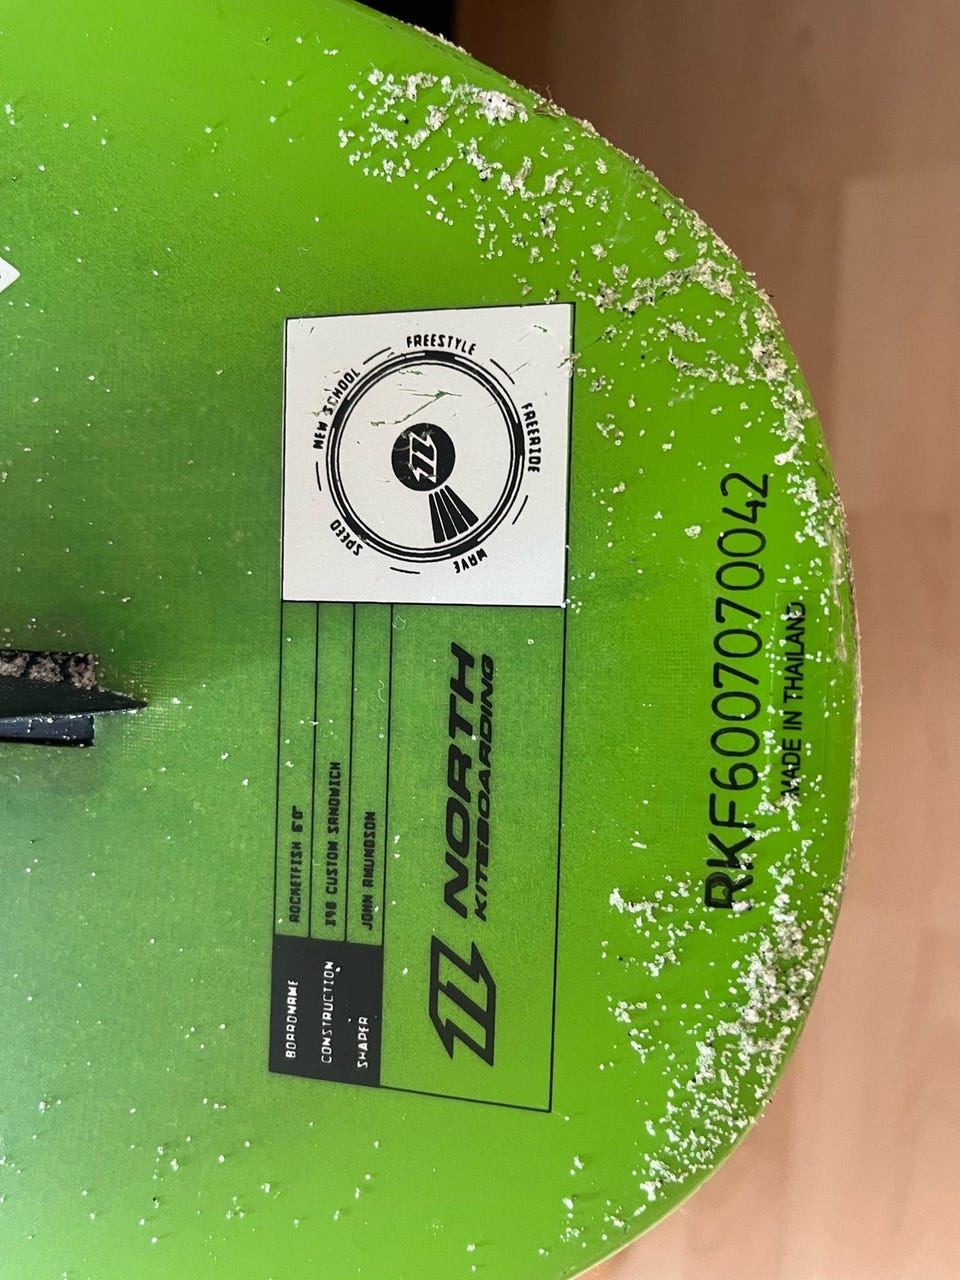 NEW SCHOOL
FREESTYLE
FREERIDE
WAVE
SPEED
BOARDNAME ROCKETFISH 6'0"
CONSTRUCTION X98 CUSTOM SANDWICH
SHAPER JOHN AMUNDSON
NORTH
KITEBOARDING
RKF6007070042
MADE IN THAILAND